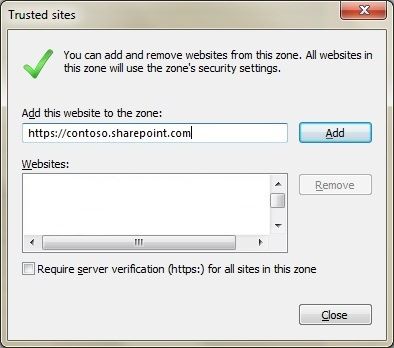 Trusted sites
You can add and remove websites from this zone. All websites in
this zone will use the zone's security settings.
Add this website to the zone:
https://contoso.sharepoint.com
Add
Websites:
Remove
Require server verification (https:) for all sites in this zone
Close